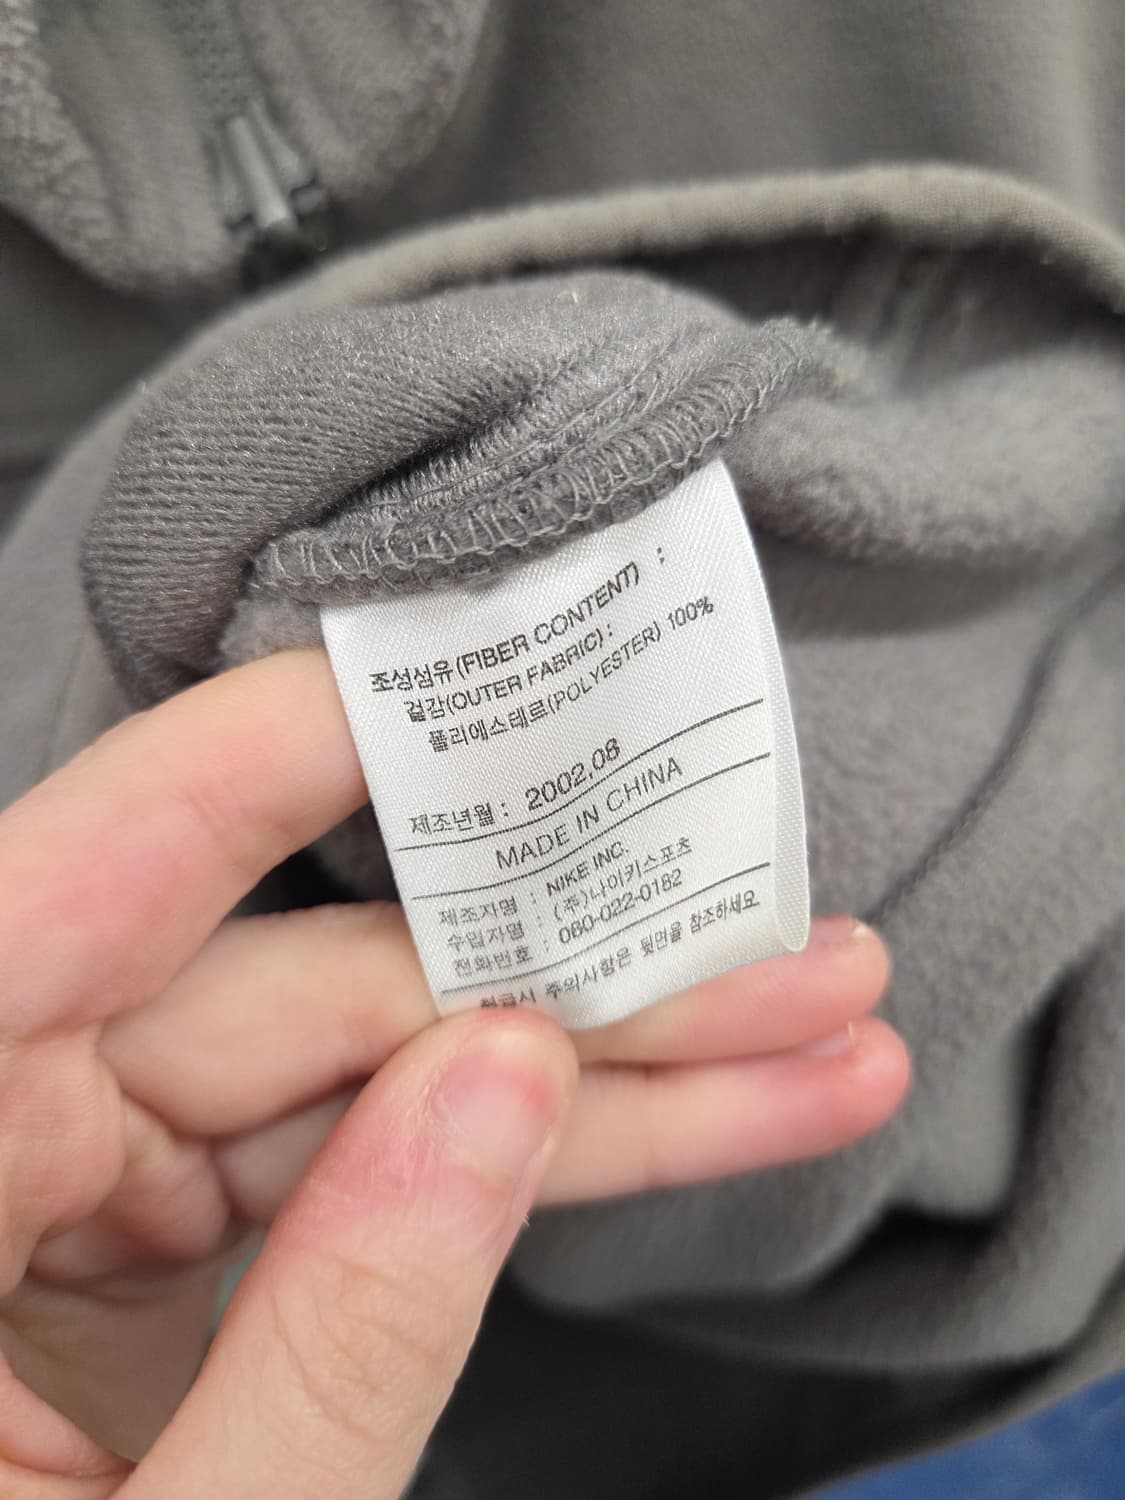 조성섬유(FIBER CONTENT) :
겉감(OUTER FABRIC) :
폴리에스테르(POLYESTER) 100%
제조년월 : 2002.08
MADE IN CHINA
제조자명 : NIKE INC.
수입자명 : (주)나이키스포츠
전화번호 : 080-022-0182
취급시 주의사항은 뒷면을 참조하세요.